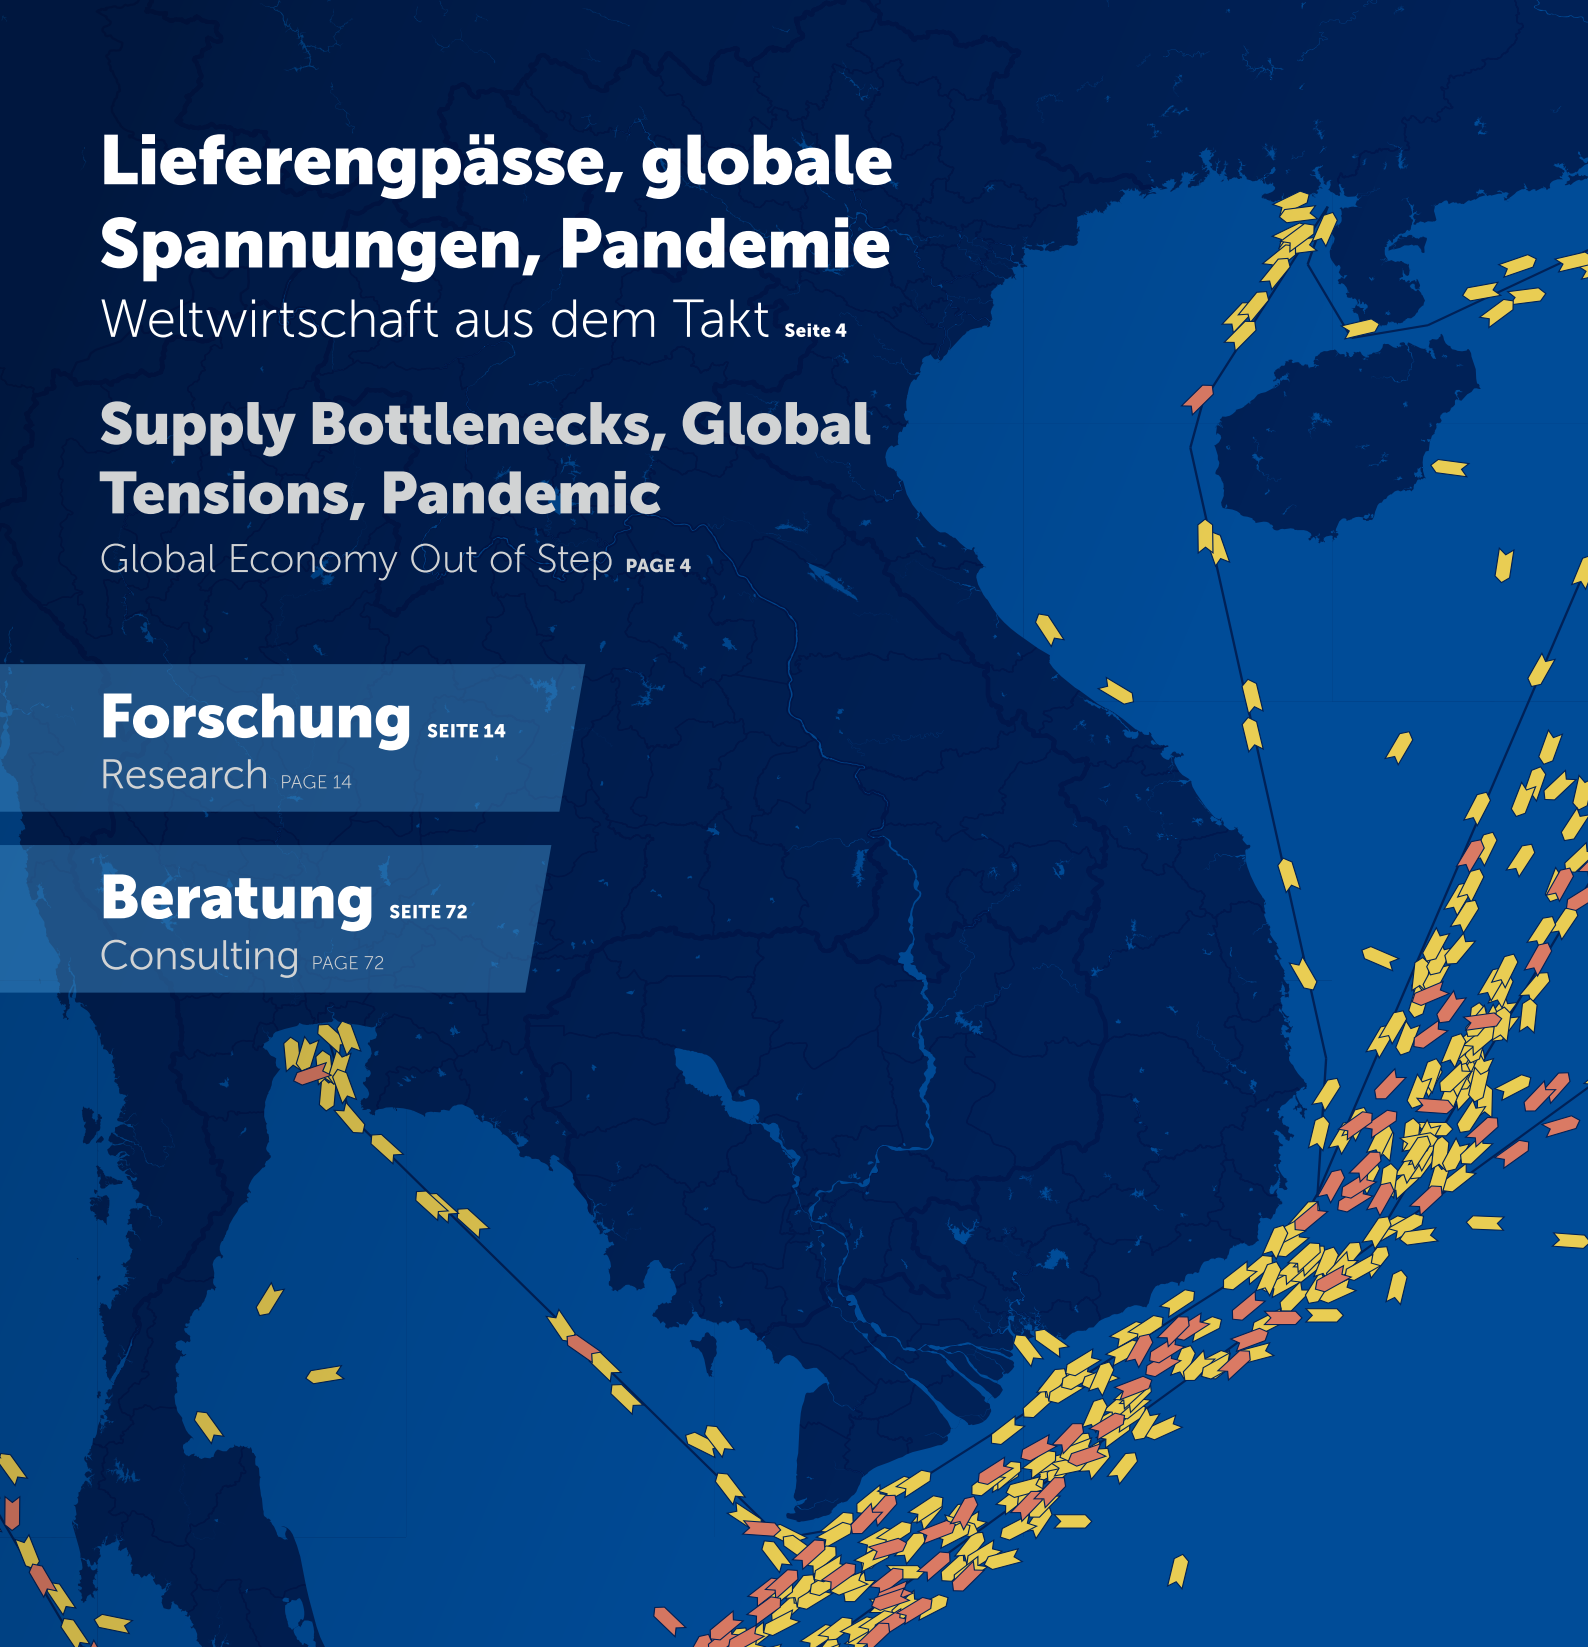 Lieferengpässe, globale
Spannungen, Pandemie
Weltwirtschaft aus dem Takt Seite 4
Supply Bottlenecks, Global
Tensions, Pandemic
Global Economy Out of Step PAGE 4
Forschung SEITE 14
Research PAGE 14
Beratung SEITE 72
Consulting PAGE 72